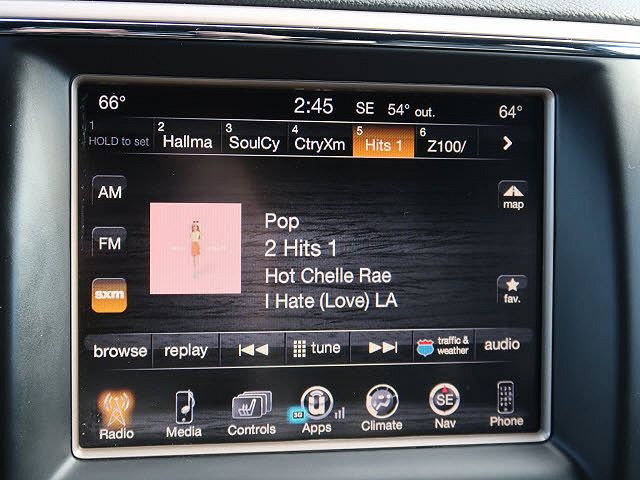 66° 2:45 SE 54° out. 64°
1 HOLD to set 2 Hallma 3 SoulCy 4 CtryXm 5 Hits 1 6 Z100/
AM
FM
sxm
map
fav.
Pop
2 Hits 1
Hot Chelle Rae
I Hate (Love) LA
browse replay tune traffic & weather audio
Radio Media Controls 3G Apps Climate SE Nav Phone